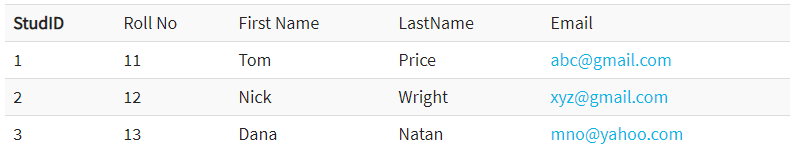 StudID Roll No First Name LastName Email
1 11 Tom Price abc@gmail.com
2 12 Nick Wright xyz@gmail.com
3 13 Dana Natan mno@yahoo.com